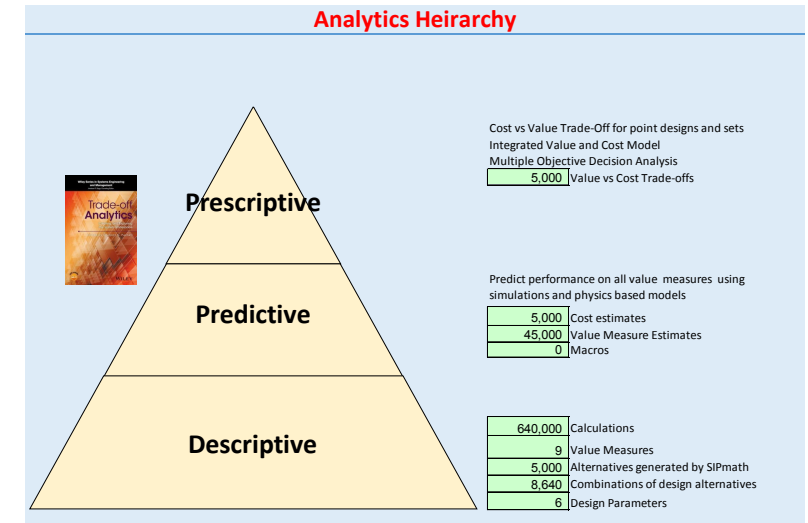 Analytics Heirarchy
Cost vs Value Trade-Off for point designs and sets
Integrated Value and Cost Model
Multiple Objective Decision Analysis
5,000 Value vs Cost Trade-offs
Trade-off
Analytics
WILEY
Prescriptive
Predict performance on all value measures using
simulations and physics based models
5,000 Cost estimates
45,000 Value Measure Estimates
0 Macros
Predictive
640,000 Calculations
9 Value Measures
5,000 Alternatives generated by SIPmath
8,640 Combinations of design alternatives
6 Design Parameters
Descriptive